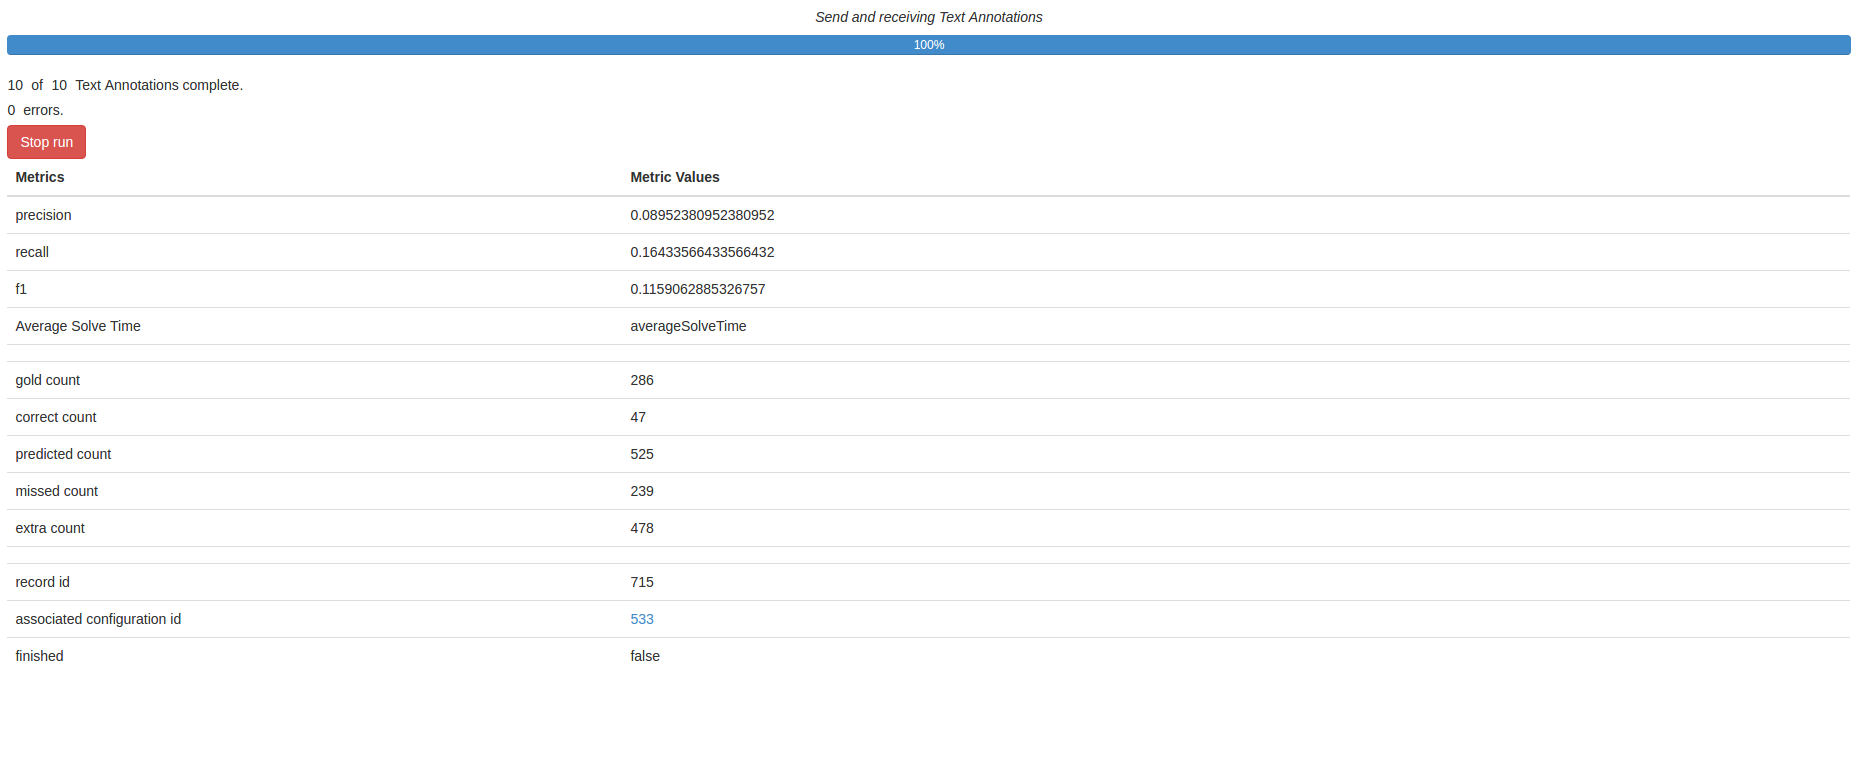 Send and receiving Text Annotations
100%
10 of 10 Text Annotations complete.
0 errors.
Stop run
Metrics Metric Values
precision 0.08952380952380952
recall 0.16433566433566432
f1 0.1159062885326757
Average Solve Time averageSolveTime
gold count 286
correct count 47
predicted count 525
missed count 239
extra count 478
record id 715
associated configuration id 533
finished false